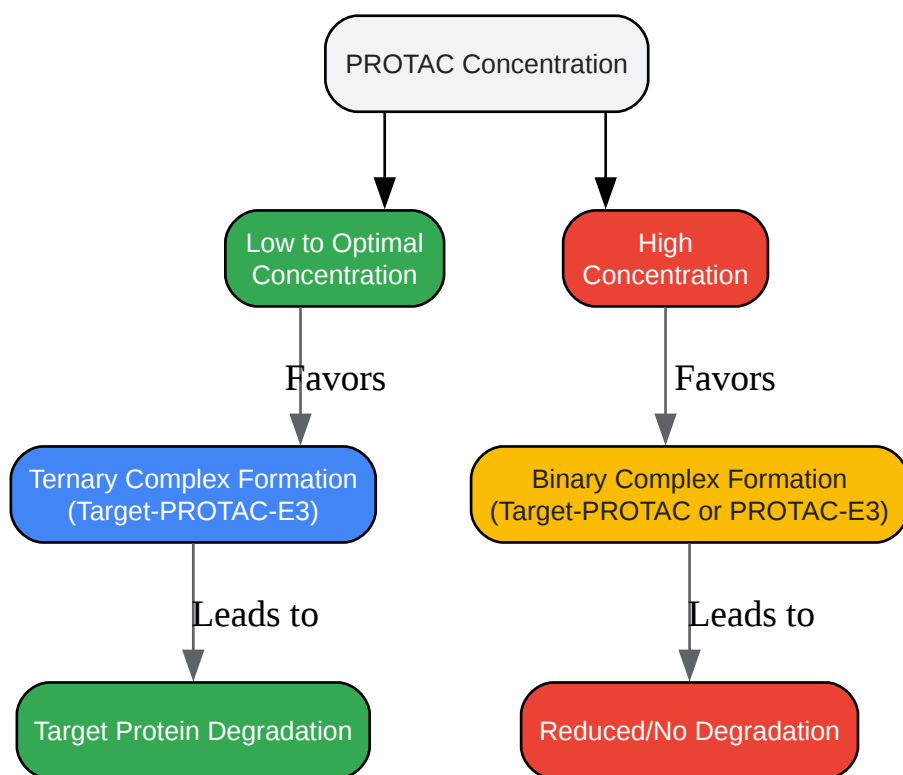 PROTAC Concentration
Low to Optimal
Concentration
High
Concentration
Favors
Favors
Ternary Complex Formation
(Target-PROTAC-E3)
Binary Complex Formation
(Target-PROTAC or PROTAC-E3)
Leads to
Leads to
Target Protein Degradation
Reduced/No Degradation